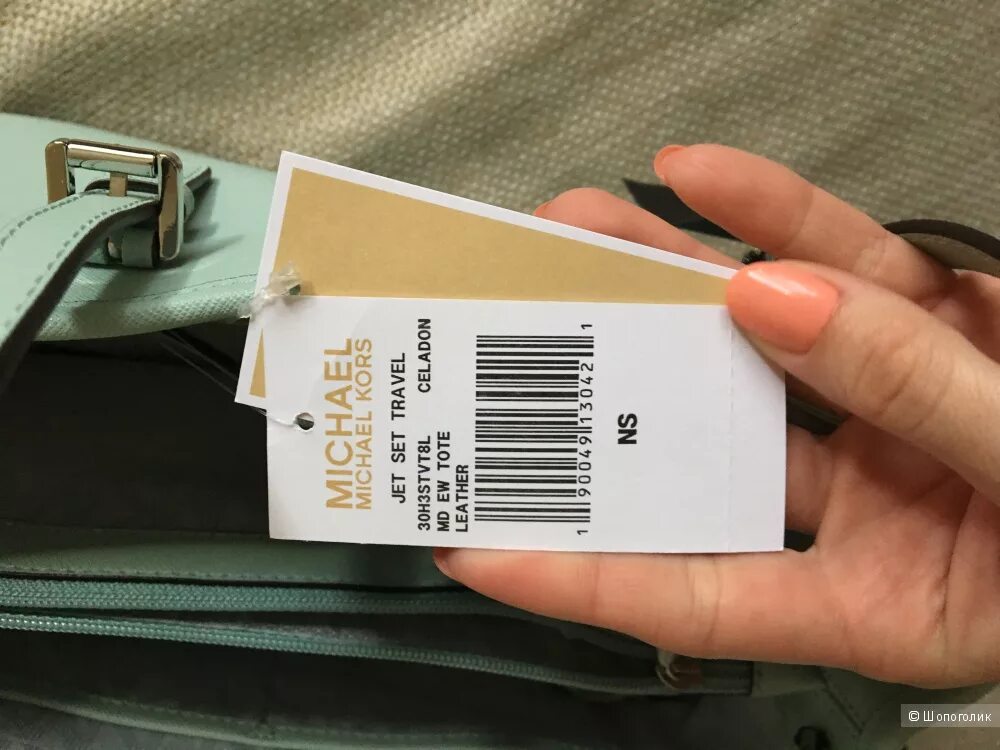 MICHAEL
MICHAEL KORS
JET SET TRAVEL
30H3STVT8L CELADON
MD EW TOTE
LEATHER
1 90049 13042 1
NS
© Шопоголик